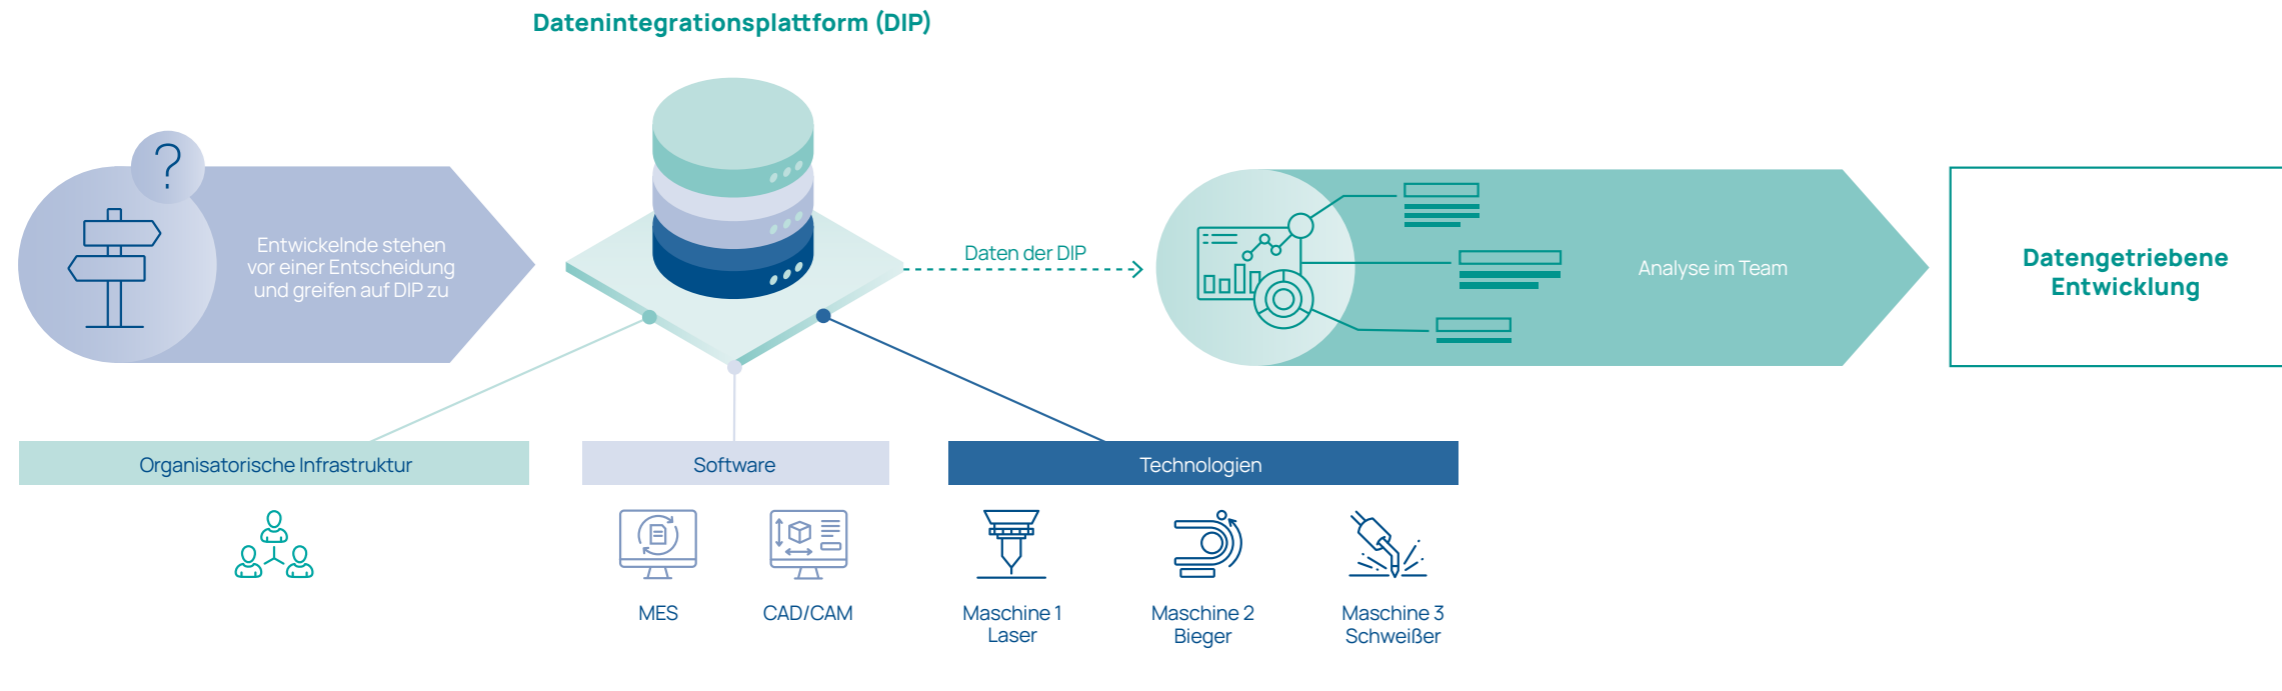 Datenintegrationsplattform (DIP)
?
Entwickelnde stehen
vor einer Entscheidung
und greifen auf DIP zu
Daten der DIP
Analyse im Team
Datengetriebene
Entwicklung
Organisatorische Infrastruktur
Software
Technologien
MES
CAD/CAM
Maschine 1
Laser
Maschine 2
Bieger
Maschine 3
Schweißer